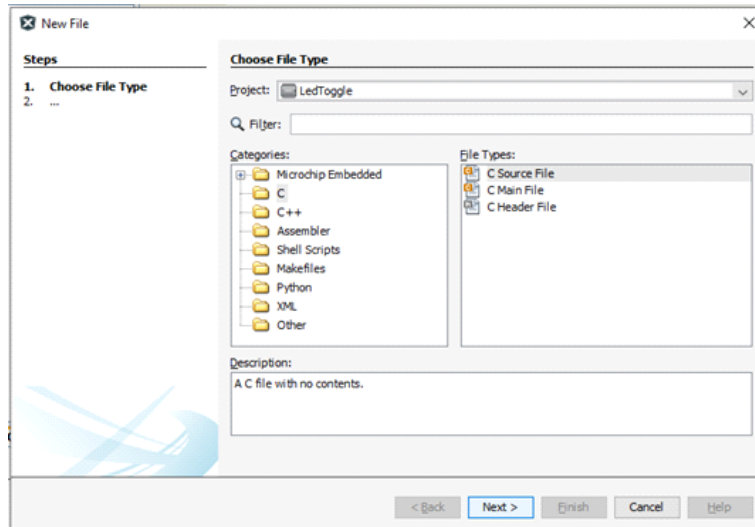 New File
Steps
1. Choose File Type
2. ...
Choose File Type
Project: LedToggle
Filter:
Categories:
Microchip Embedded
C
C++
Assembler
Shell Scripts
Makefiles
Python
XML
Other
File Types:
C Source File
C Main File
C Header File
Description:
A C file with no contents.
< Back Next > Finish Cancel Help